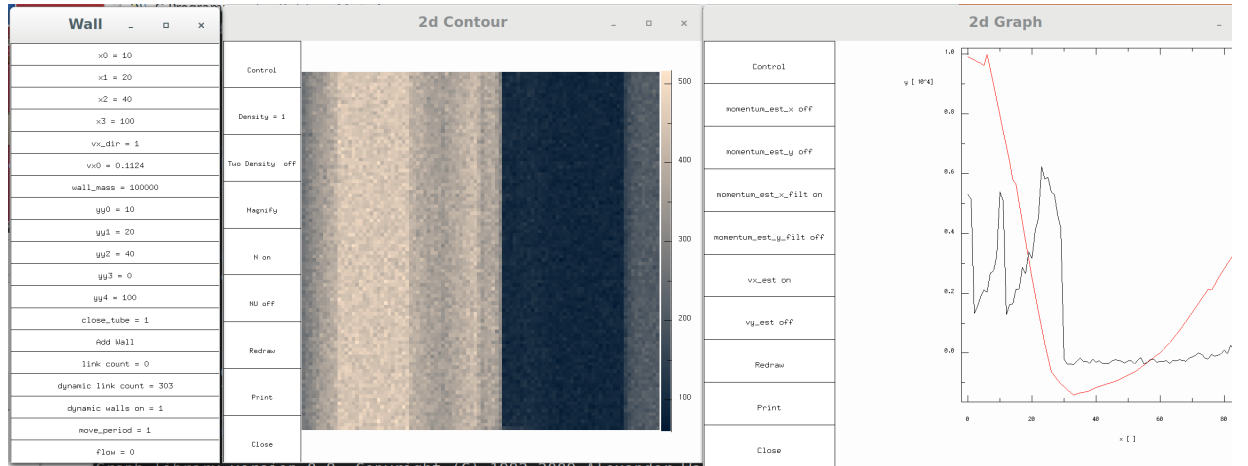 Wall
x0 = 10
x1 = 20
x2 = 40
x3 = 100
vx_dir = 1
vx0 = 0.1124
wall_mass = 100000
yy0 = 10
yy1 = 20
yy2 = 40
yy3 = 0
yy4 = 100
close_tube = 1
Add Wall
link count = 0
dynamic link count = 303
dynamic walls on = 1
move_period = 1
flow = 0
2d Contour
Control
Density = 1
Two Density off
Magnify
N on
NU off
Redraw
Print
Close
500
400
300
200
100
2d Graph
Control
momentum_est_x off
momentum_est_y off
momentum_est_x_filt on
momentum_est_y_filt off
vx_est on
vy_est off
Redraw
Print
Close
y [ 10^4]
1.0
0.8
0.6
0.4
0.2
0.0
0 20 40 60 80
x [ ]